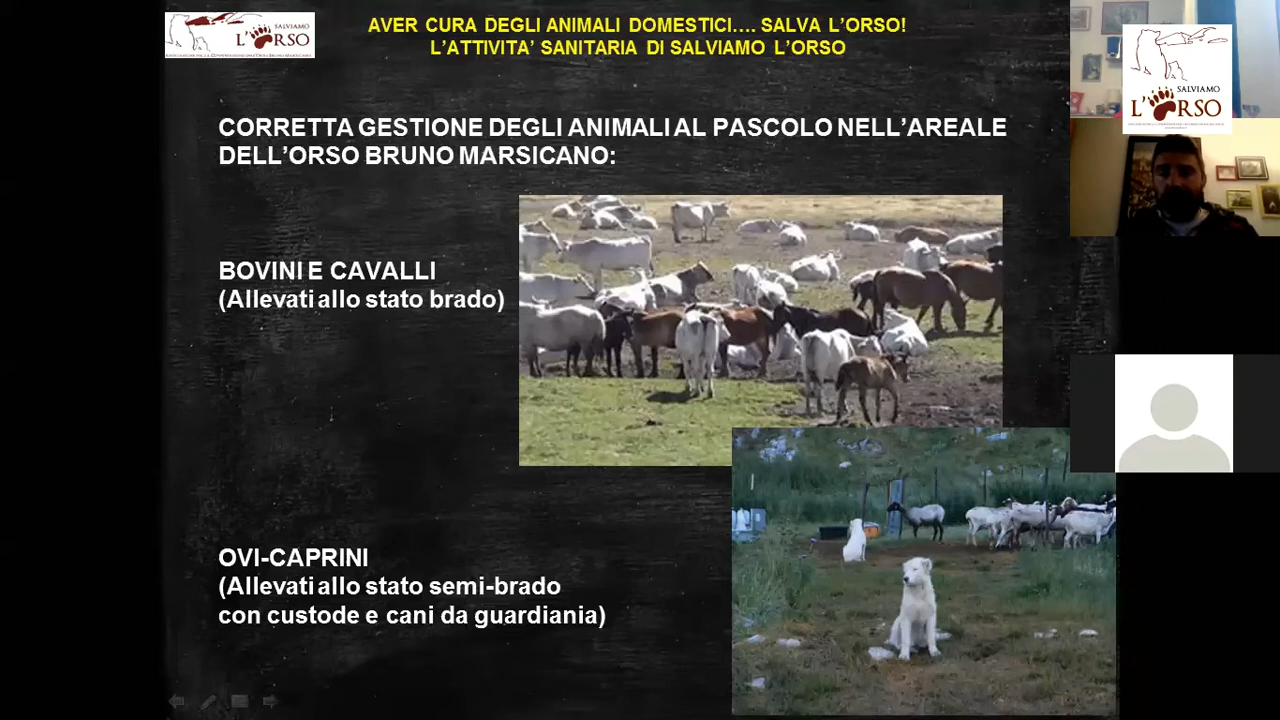 SALVIAMO
L'ORSO
AVER CURA DEGLI ANIMALI DOMESTICI.... SALVA L'ORSO!
L'ATTIVITA' SANITARIA DI SALVIAMO L'ORSO
SALVIAMO
L'ORSO
CORRETTA GESTIONE DEGLI ANIMALI AL PASCOLO NELL'AREALE
DELL'ORSO BRUNO MARSICANO:
BOVINI E CAVALLI
(Allevati allo stato brado)
OVI-CAPRINI
(Allevati allo stato semi-brado
con custode e cani da guardiania)